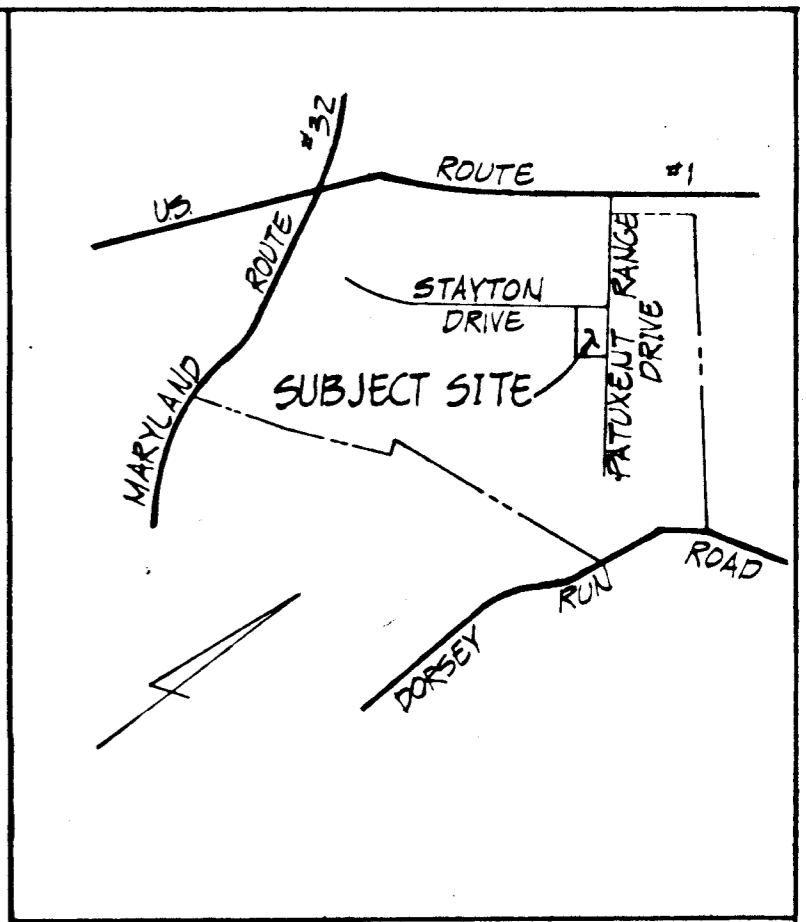 #32
U.S. ROUTE #1
MARYLAND ROUTE
STAYTON
DRIVE
PATUXENT RANGE
DRIVE
SUBJECT SITE
DORSEY RUN ROAD